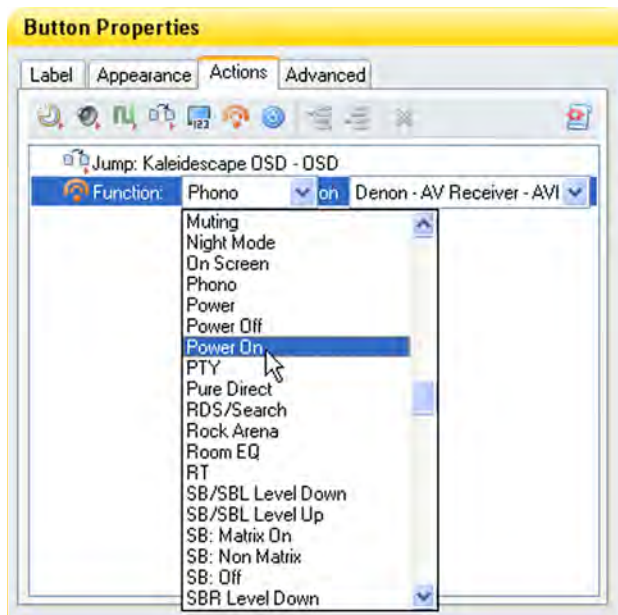 Button Properties
Label Appearance Actions Advanced
123
Jump: Kaleidescape OSD - OSD
Function: Phono on Denon - AV Receiver - AVI
Muting
Night Mode
On Screen
Phono
Power
Power Off
Power On
PTY
Pure Direct
RDS/Search
Rock Arena
Room EQ
RT
SB/SBL Level Down
SB/SBL Level Up
SB: Matrix On
SB: Non Matrix
SB: Off
SBR Level Down